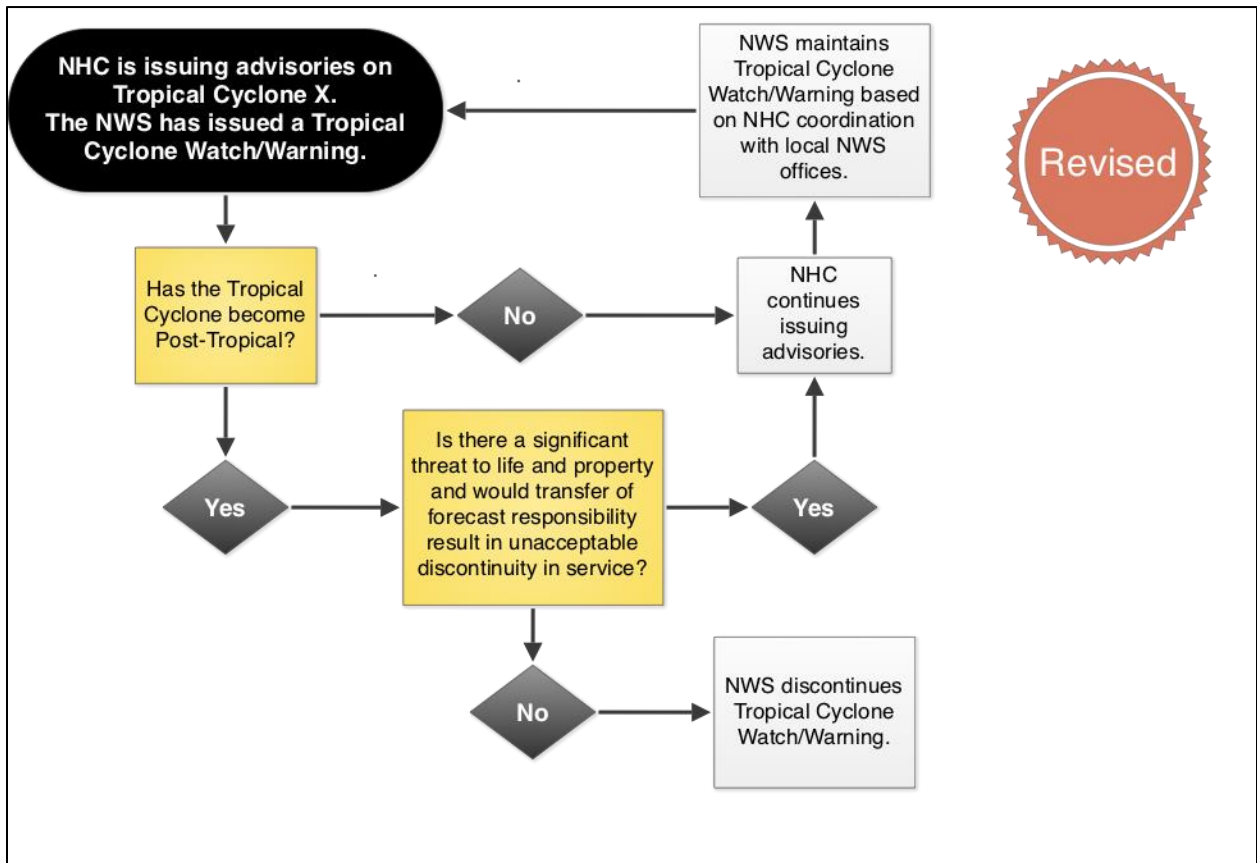 NHC is issuing advisories on
Tropical Cyclone X.
The NWS has issued a Tropical
Cyclone Watch/Warning.
NWS maintains
Tropical Cyclone
Watch/Warning based
on NHC coordination
with local NWS
offices.
Revised
Has the Tropical
Cyclone become
Post-Tropical?
No
NHC
continues
issuing
advisories.
Yes
Is there a significant
threat to life and property
and would transfer of
forecast responsibility
result in unacceptable
discontinuity in service?
Yes
No
NWS discontinues
Tropical Cyclone
Watch/Warning.